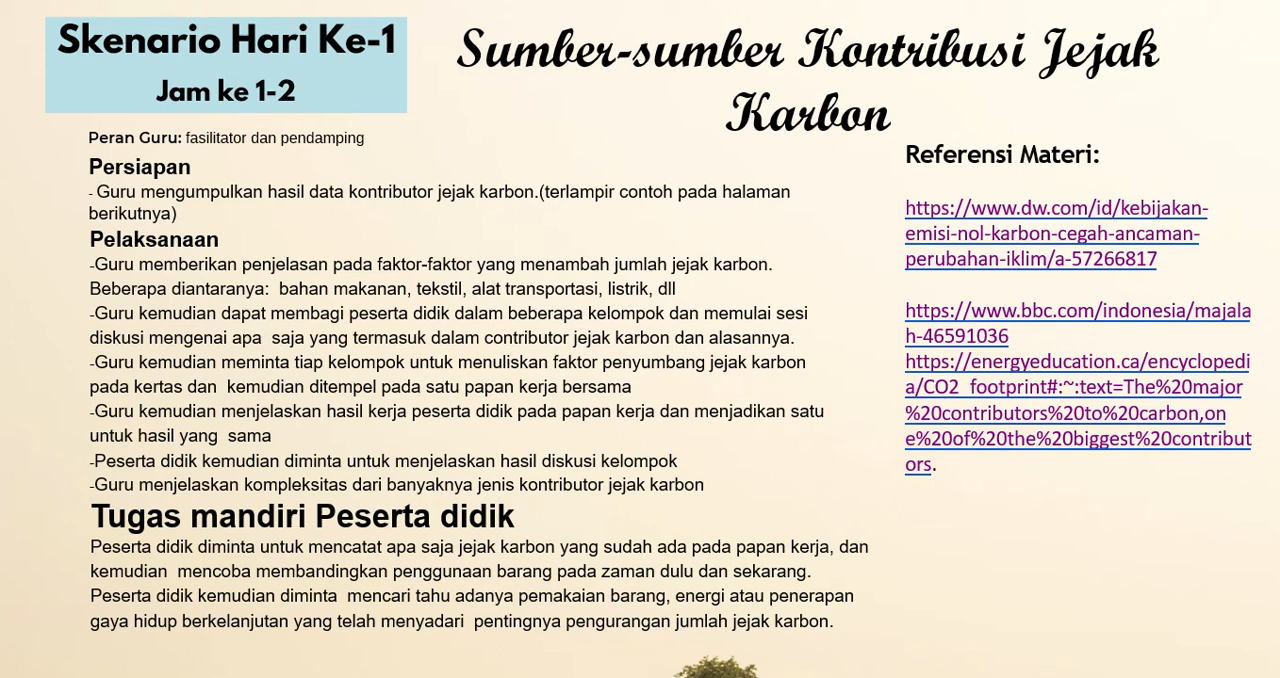 Skenario Hari Ke-1
Jam ke 1-2
Sumber-sumber Kontribusi Jejak
Karbon
Peran Guru: fasilitator dan pendamping
Persiapan
- Guru mengumpulkan hasil data kontributor jejak karbon.(terlampir contoh pada halaman
berikutnya)
Pelaksanaan
-Guru memberikan penjelasan pada faktor-faktor yang menambah jumlah jejak karbon.
Beberapa diantaranya:  bahan makanan, tekstil, alat transportasi, listrik, dll
-Guru kemudian dapat membagi peserta didik dalam beberapa kelompok dan memulai sesi
diskusi mengenai apa  saja yang termasuk dalam contributor jejak karbon dan alasannya.
-Guru kemudian meminta tiap kelompok untuk menuliskan faktor penyumbang jejak karbon
pada kertas dan  kemudian ditempel pada satu papan kerja bersama
-Guru kemudian menjelaskan hasil kerja peserta didik pada papan kerja dan menjadikan satu
untuk hasil yang  sama
-Peserta didik kemudian diminta untuk menjelaskan hasil diskusi kelompok
-Guru menjelaskan kompleksitas dari banyaknya jenis kontributor jejak karbon
Tugas mandiri Peserta didik
Peserta didik diminta untuk mencatat apa saja jejak karbon yang sudah ada pada papan kerja, dan
kemudian  mencoba membandingkan penggunaan barang pada zaman dulu dan sekarang.
Peserta didik kemudian diminta  mencari tahu adanya pemakaian barang, energi atau penerapan
gaya hidup berkelanjutan yang telah menyadari  pentingnya pengurangan jumlah jejak karbon.
Referensi Materi:
https://www.dw.com/id/kebijakan-
emisi-nol-karbon-cegah-ancaman-
perubahan-iklim/a-57266817
https://www.bbc.com/indonesia/majala
h-46591036
https://energyeducation.ca/encyclopedi
a/CO2_footprint#:~:text=The%20major
%20contributors%20to%20carbon,on
e%20of%20the%20biggest%20contribut
ors.